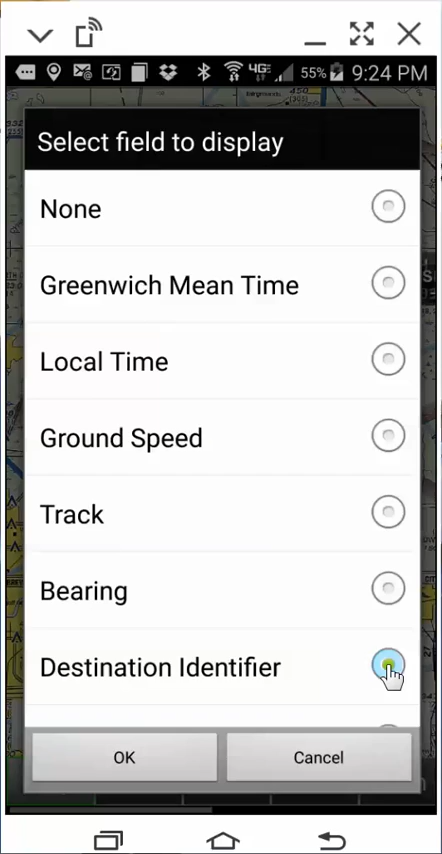 4GE 55% 9:24 PM
Select field to display
None
Greenwich Mean Time
Local Time
Ground Speed
Track
Bearing
Destination Identifier
OK
Cancel